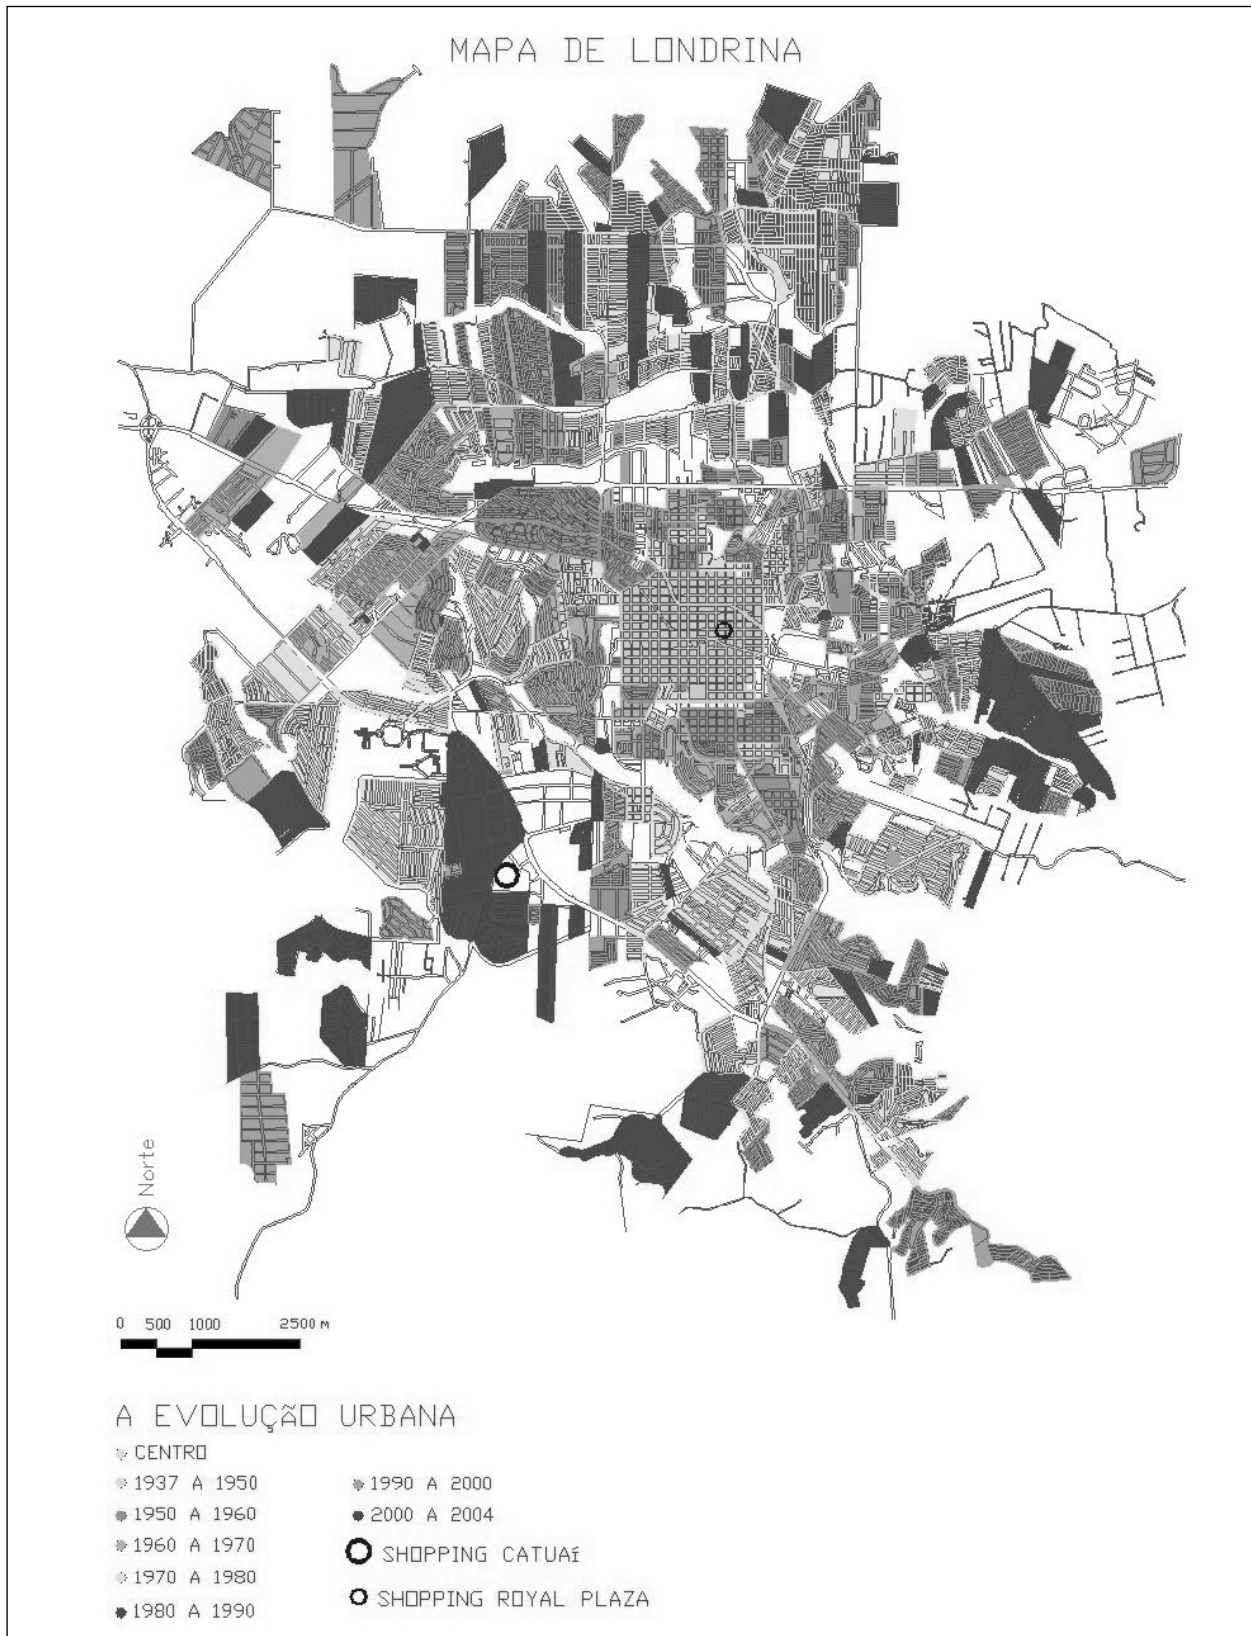 MAPA DE LONDRINA
Norte
0 500 1000 2500 M
A EVOLUÇÃO URBANA
CENTRO
1937 A 1950
1950 A 1960
1960 A 1970
1970 A 1980
1980 A 1990
1990 A 2000
2000 A 2004
SHOPPING CATUAÍ
SHOPPING ROYAL PLAZA